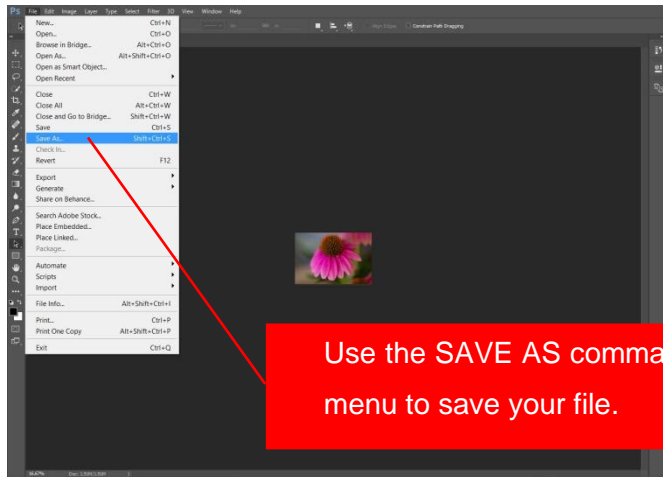 Ps File Edit Image Layer Type Select Filter 3D View Window Help
Align Edges Constrain Path Dragging
New... Ctrl+N
Open... Ctrl+O
Browse in Bridge... Alt+Ctrl+O
Open As... Alt+Shift+Ctrl+O
Open as Smart Object...
Open Recent
Close Ctrl+W
Close All Alt+Ctrl+W
Close and Go to Bridge... Shift+Ctrl+W
Save Ctrl+S
Save As... Shift+Ctrl+S
Check In...
Revert F12
Export
Generate
Share on Behance...
Search Adobe Stock...
Place Embedded...
Place Linked...
Package...
Automate
Scripts
Import
File Info... Alt+Shift+Ctrl+I
Print... Ctrl+P
Print One Copy Alt+Shift+Ctrl+P
Exit Ctrl+Q
Use the SAVE AS comma
menu to save your file.
16.67%